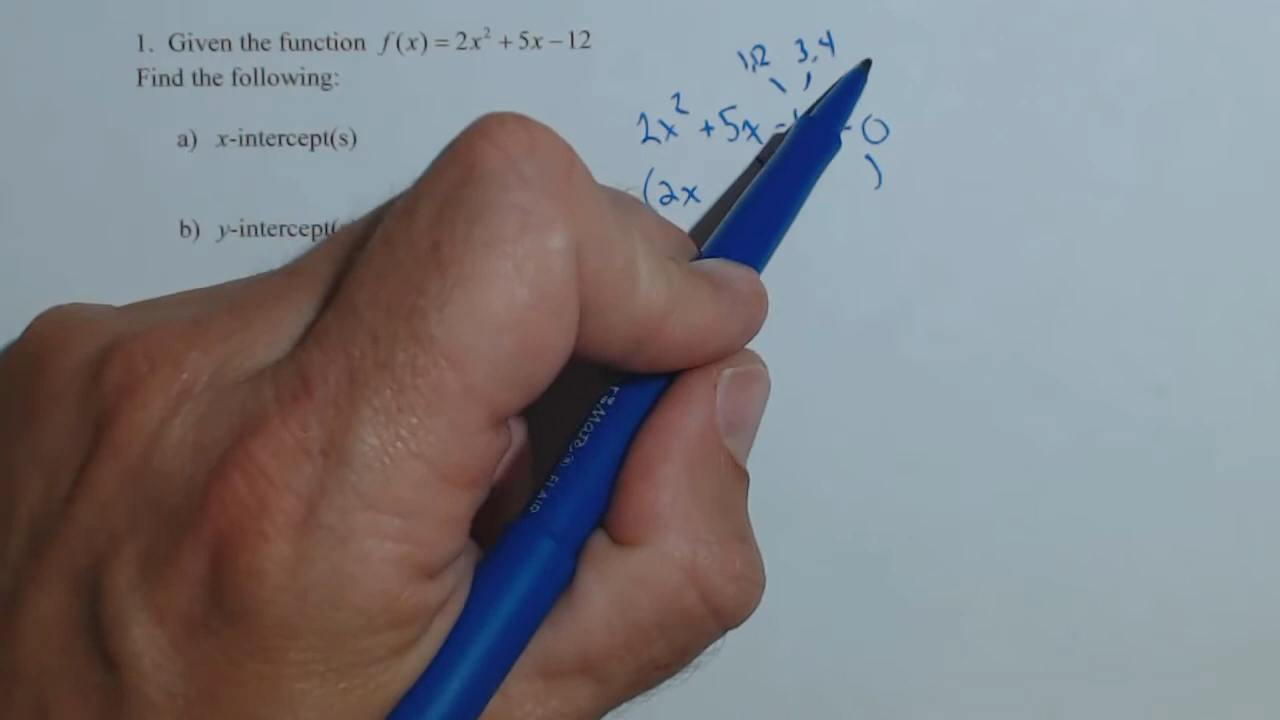 1. Given the function f(x) = 2x² + 5x − 12
Find the following:
a) x-intercept(s)
b) y-intercept(
1,12 3,4
2x² + 5x - 0
(2x )